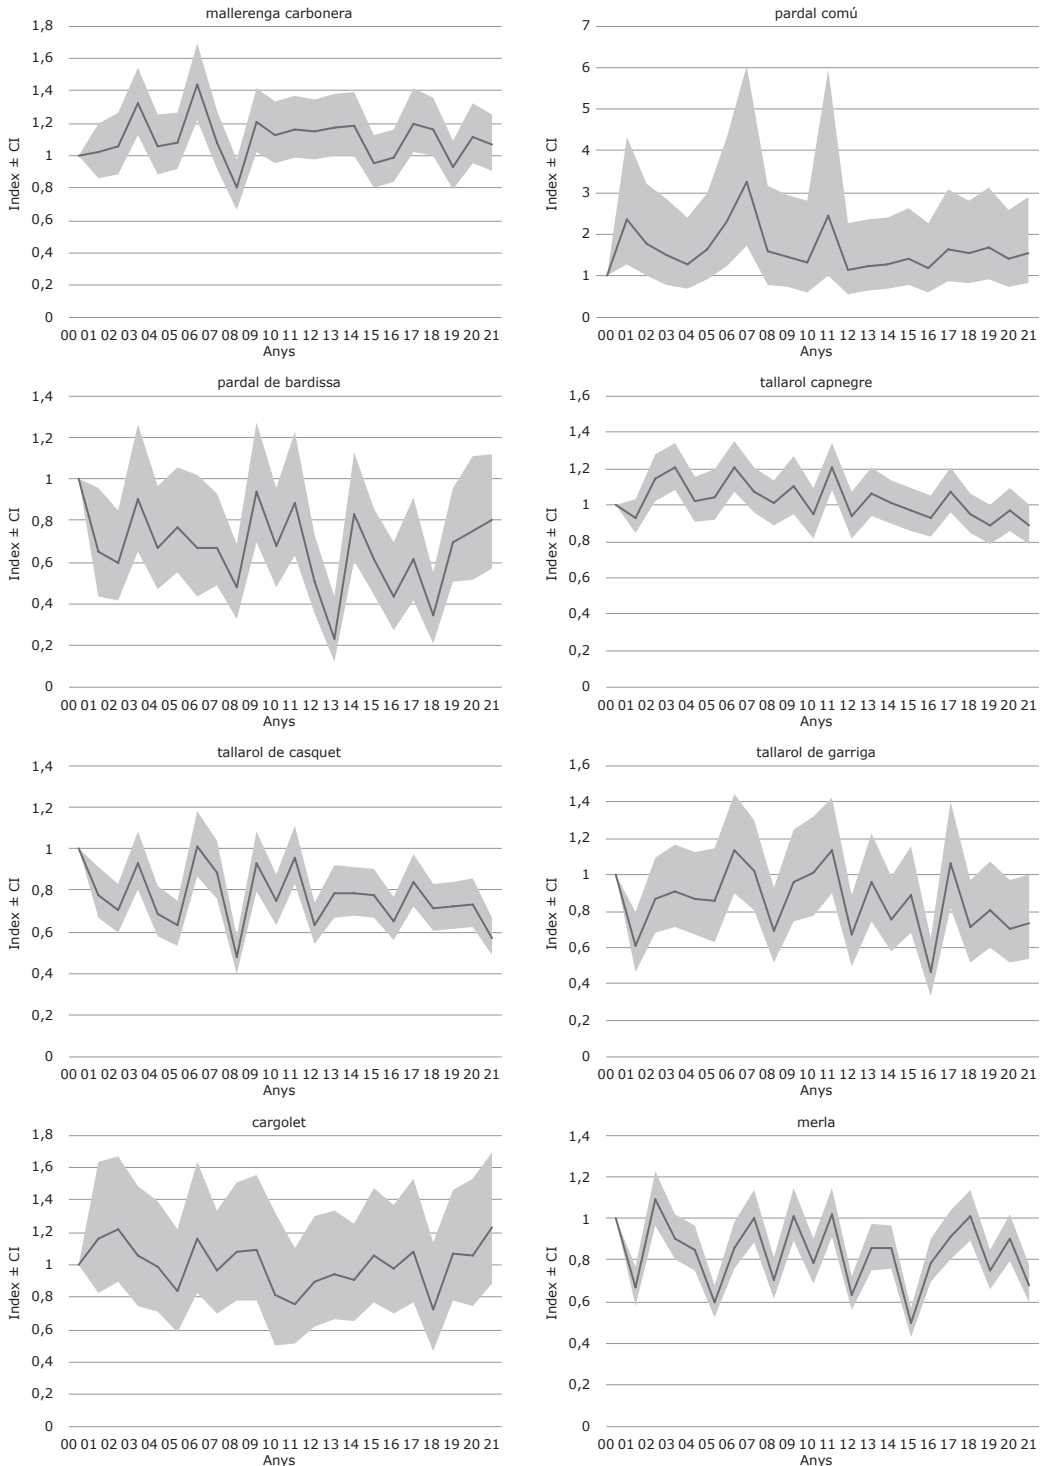 mallerenga carbonera
1,8
1,6
1,4
1,2
1
0,8
0,6
0,4
0,2
0
Index ± CI
00 01 02 03 04 05 06 07 08 09 10 11 12 13 14 15 16 17 18 19 20 21
Anys
pardal comú
7
6
5
4
3
2
1
0
Index ± CI
00 01 02 03 04 05 06 07 08 09 10 11 12 13 14 15 16 17 18 19 20 21
Anys
pardal de bardissa
1,4
1,2
1
0,8
0,6
0,4
0,2
0
Index ± CI
00 01 02 03 04 05 06 07 08 09 10 11 12 13 14 15 16 17 18 19 20 21
Anys
tallarol capnegre
1,6
1,4
1,2
1
0,8
0,6
0,4
0,2
0
Index ± CI
00 01 02 03 04 05 06 07 08 09 10 11 12 13 14 15 16 17 18 19 20 21
Anys
tallarol de casquet
1,4
1,2
1
0,8
0,6
0,4
0,2
0
Index ± CI
00 01 02 03 04 05 06 07 08 09 10 11 12 13 14 15 16 17 18 19 20 21
Anys
tallarol de garriga
1,6
1,4
1,2
1
0,8
0,6
0,4
0,2
0
Index ± CI
00 01 02 03 04 05 06 07 08 09 10 11 12 13 14 15 16 17 18 19 20 21
Anys
cargolet
1,8
1,6
1,4
1,2
1
0,8
0,6
0,4
0,2
0
Index ± CI
00 01 02 03 04 05 06 07 08 09 10 11 12 13 14 15 16 17 18 19 20 21
Anys
merla
1,4
1,2
1
0,8
0,6
0,4
0,2
0
Index ± CI
00 01 02 03 04 05 06 07 08 09 10 11 12 13 14 15 16 17 18 19 20 21
Anys